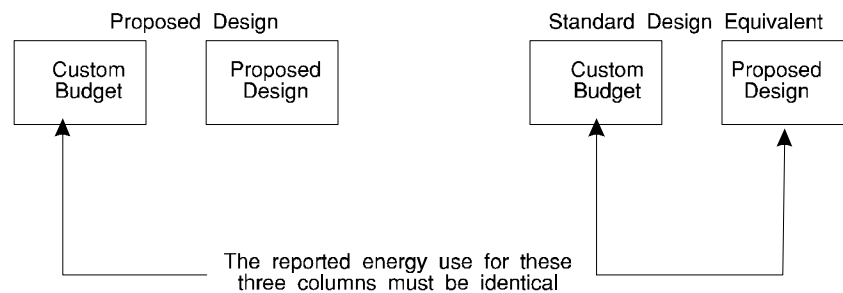 Proposed Design
Standard Design Equivalent
Custom
Budget
Proposed
Design
Custom
Budget
Proposed
Design
The reported energy use for these
three columns must be identical